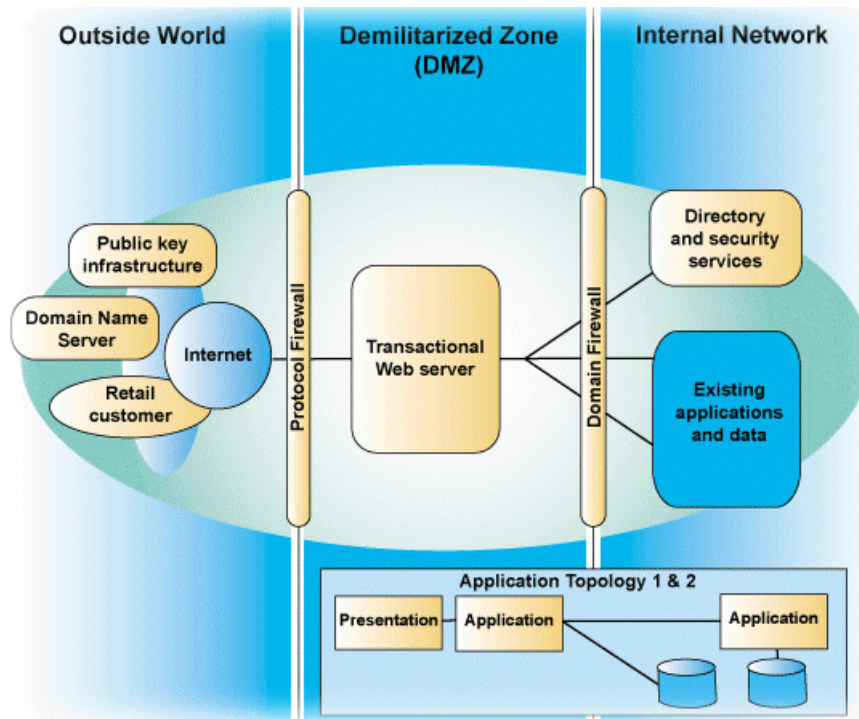 Outside World
Demilitarized Zone
(DMZ)
Internal Network
Public key
infrastructure
Domain Name
Server
Internet
Retail
customer
Protocol Firewall
Transactional
Web server
Domain Firewall
Directory
and security
services
Existing
applications
and data
Application Topology 1 & 2
Presentation
Application
Application